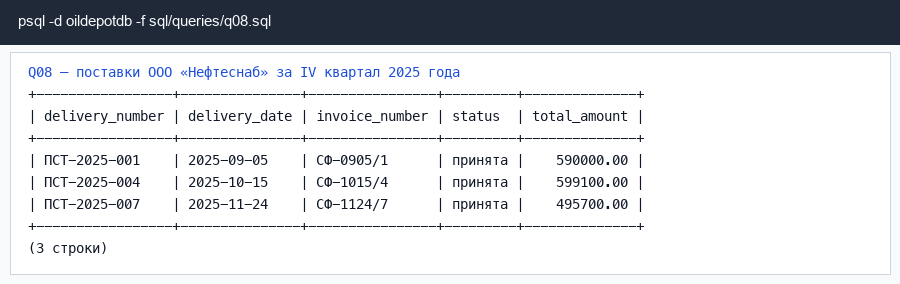 psql -d oildepotdb -f sql/queries/q08.sql
Q08 — поставки ООО «Нефтеснаб» за IV квартал 2025 года
+—————————————————+———————————————+————————————————+—————————+——————————————+
| delivery_number | delivery_date | invoice_number | status  | total_amount |
+—————————————————+———————————————+————————————————+—————————+——————————————+
| ПСТ–2025–001    | 2025–09–05    | СФ–0905/1      | принята |    590000.00 |
| ПСТ–2025–004    | 2025–10–15    | СФ–1015/4      | принята |    599100.00 |
| ПСТ–2025–007    | 2025–11–24    | СФ–1124/7      | принята |    495700.00 |
+—————————————————+———————————————+————————————————+—————————+——————————————+
(3 строки)